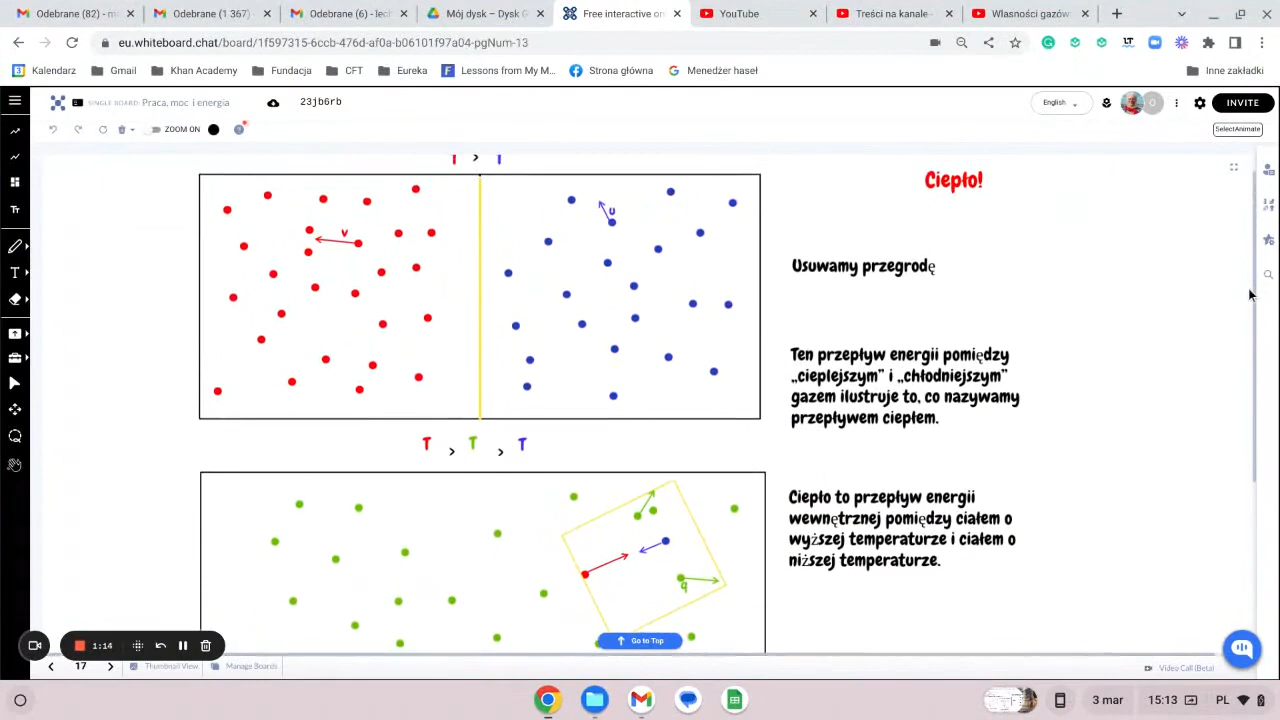 Odebrane (2) - m
Odebrane (1 367) -
Odebrane (6) - lec
Mój dysk – Dysk G
Free interactive on
YouTube
Treści na kanale
Własności gazów
eu.whiteboard.chat/board/1f597315-6ccb-476d-af0a-b06101f97a04-pgNum-13
Kalendarz
Gmail
Khan Academy
Fundacja
CFT
Eureka
Lessons from My M...
Strona główna
Menedżer haseł
Inne zakładki
SINGLE BOARD: Praca, moc i energia
23jb6rb
English
O
INVITE
ZOOM ON
SelectAnimate
T > T
Ciepło!
v
u
Usuwamy przegrodę
Ten przepływ energii pomiędzy
„cieplejszym” i „chłodniejszym”
gazem ilustruje to, co nazywamy
przepływem ciepłem.
T > T > T
Ciepło to przepływ energii
wewnętrznej pomiędzy ciałem o
wyższej temperaturze i ciałem o
niższej temperaturze.
q
Go to Top
1:14
17
Thumbnail View
Manage Boards
Video Call (Beta)
3 mar
15:13
PL